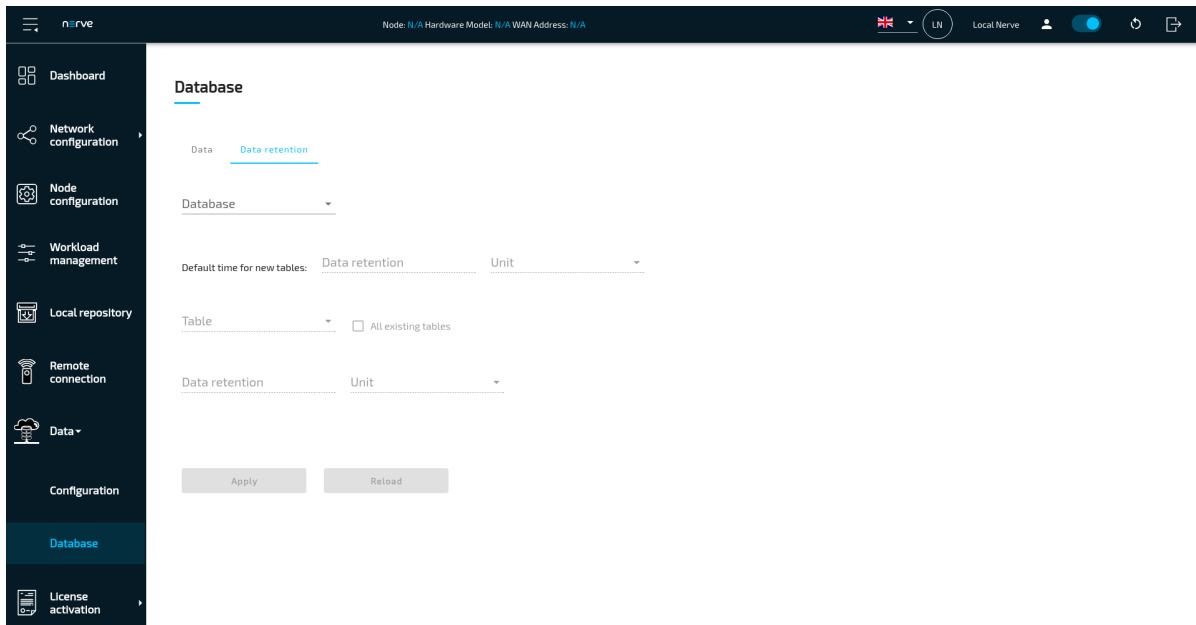 nerve
Node: N/A Hardware Model: N/A WAN Address: N/A
LN
Local Nerve
Dashboard
Network
configuration
Node
configuration
Workload
management
Local repository
Remote
connection
Data
Configuration
Database
License
activation
Database
Data
Data retention
Database
Default time for new tables:
Data retention
Unit
Table
All existing tables
Data retention
Unit
Apply
Reload